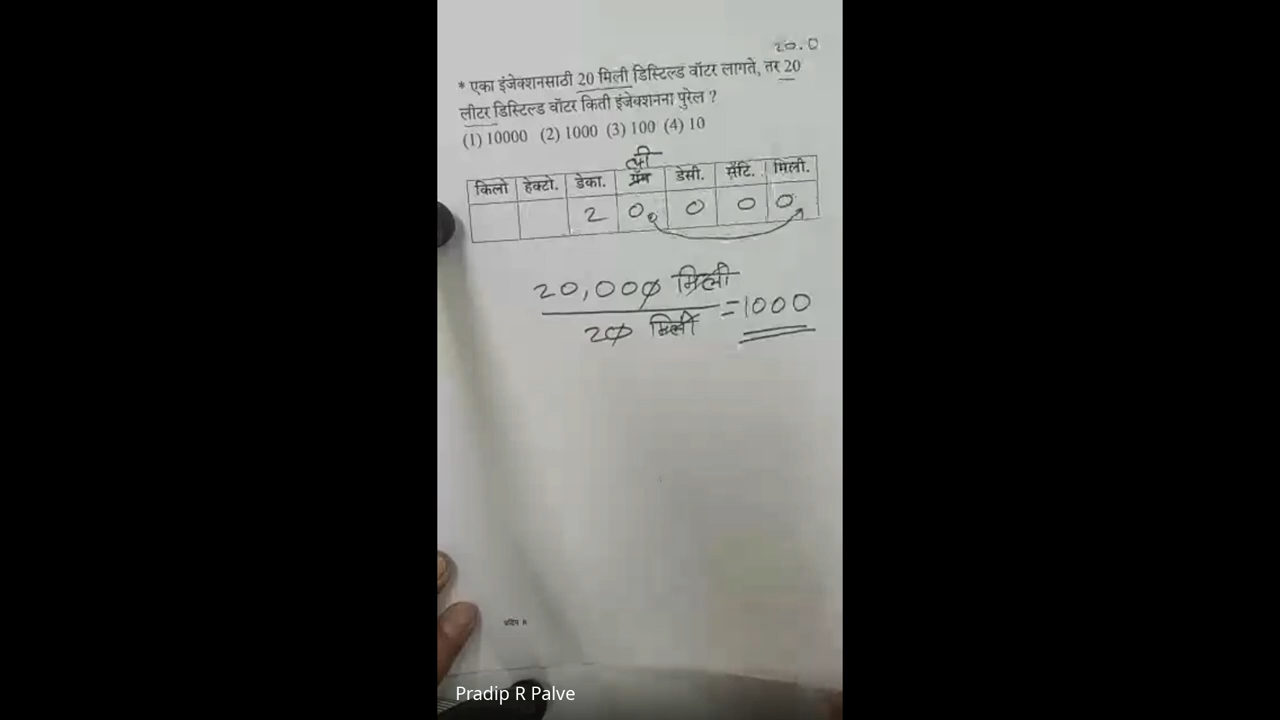 20.0
* एका इंजेक्शनसाठी 20 मिली डिस्टिल्ड वॉटर लागते, तर 20
लीटर डिस्टिल्ड वॉटर किती इंजेक्शनना पुरेल ?
(1) 10000 (2) 1000 (3) 100 (4) 10
ली
किलो हेक्टो. डेका. ग्रॅम डेसी. सेंटि. मिली.
2 0. 0 0 0.
20,000 मिली
20 मिली
=1000
Pradip R Palve